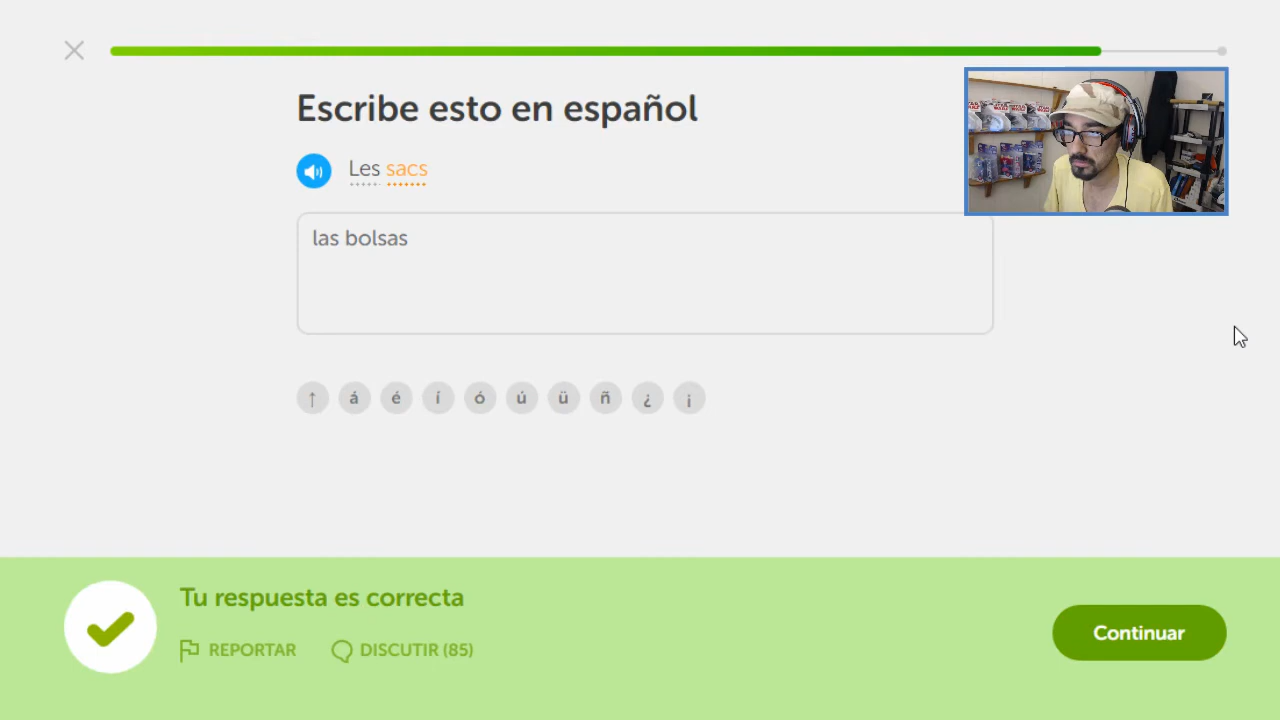 Escribe esto en español
Les sacs
las bolsas
↑ á é í ó ú ü ñ ¿ ¡
Tu respuesta es correcta
REPORTAR DISCUTIR (85)
Continuar